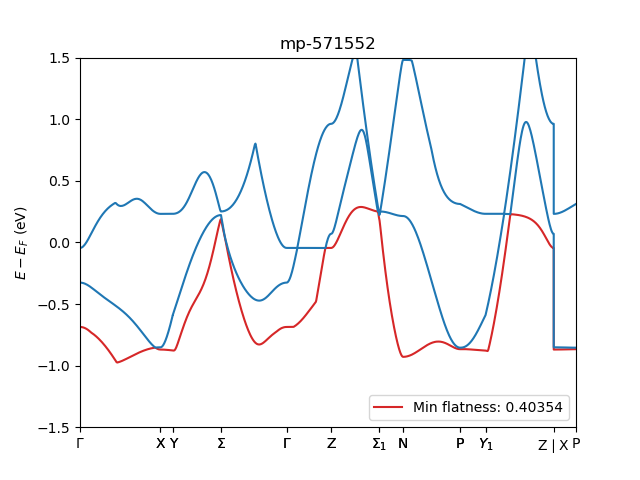 mp-571552
1.5
1.0
0.5
0.0
−0.5
−1.0
−1.5
E − E_F (eV)
Min flatness: 0.40354
Γ X Y Σ Γ Z Σ₁ N P Y₁ Z | X P